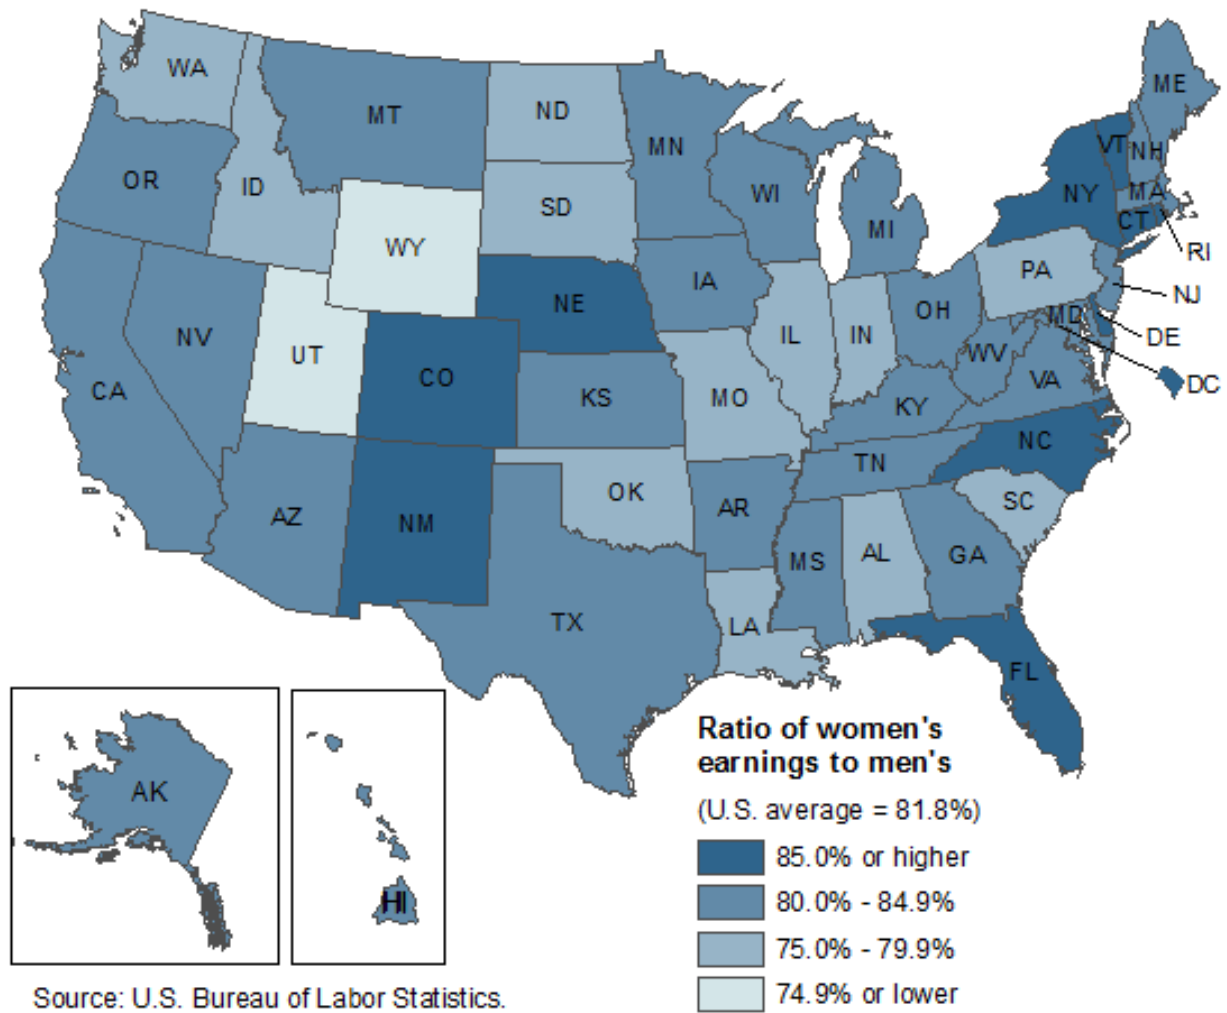 WA
MT
ND
MN
ME
VT
NH
OR
ID
SD
WI
NY
MA
MI
CT
WY
RI
IA
PA
NE
NJ
NV
OH
MD
UT
IL
IN
DE
CO
WV
CA
KS
MO
KY
VA
DC
NC
TN
OK
AR
SC
AZ
NM
MS
AL
GA
TX
LA
FL
AK
HI
Ratio of women's
earnings to men's
(U.S. average = 81.8%)
85.0% or higher
80.0% - 84.9%
75.0% - 79.9%
74.9% or lower
Source: U.S. Bureau of Labor Statistics.